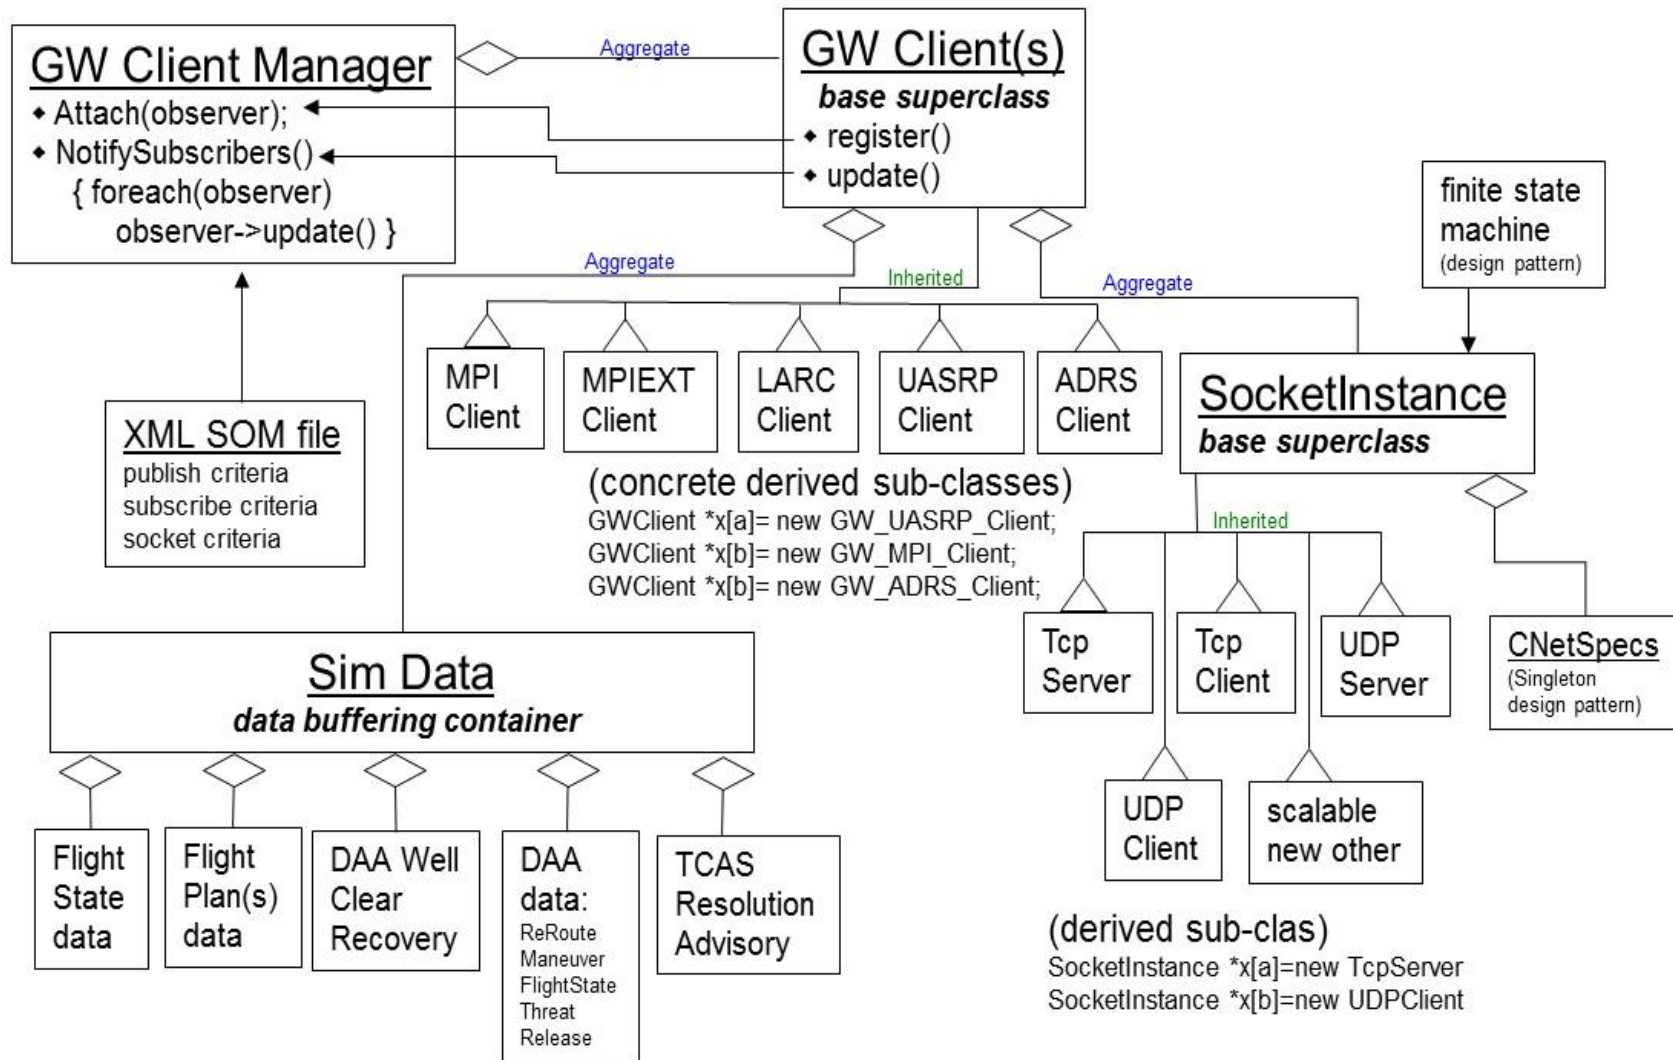 GW Client Manager
◆ Attach(observer);
◆ NotifySubscribers()
{ foreach(observer)
observer->update() }
Aggregate
GW Client(s)
base superclass
◆ register()
◆ update()
finite state
machine
(design pattern)
Aggregate
Inherited
Aggregate
MPI
Client
MPIEXT
Client
LARC
Client
UASRP
Client
ADRS
Client
SocketInstance
base superclass
XML SOM file
publish criteria
subscribe criteria
socket criteria
(concrete derived sub-classes)
GWClient *x[a]= new GW_UASRP_Client;
GWClient *x[b]= new GW_MPI_Client;
GWClient *x[b]= new GW_ADRS_Client;
Inherited
Tcp
Server
Tcp
Client
UDP
Server
CNetSpecs
(Singleton
design pattern)
UDP
Client
scalable
new other
(derived sub-clas)
SocketInstance *x[a]=new TcpServer
SocketInstance *x[b]=new UDPClient
Sim Data
data buffering container
Flight
State
data
Flight
Plan(s)
data
DAA Well
Clear
Recovery
DAA
data:
ReRoute
Maneuver
FlightState
Threat
Release
TCAS
Resolution
Advisory